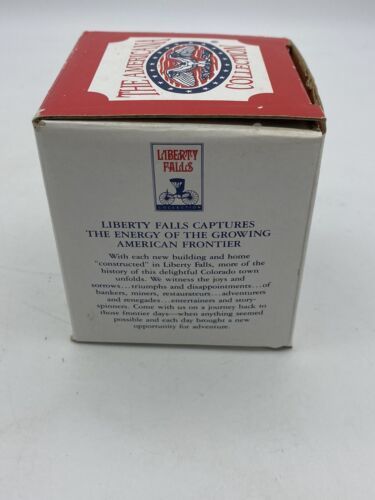 THE AMERICANA
COLLECTION
LIBERTY
FALLS
COLLECTION
LIBERTY FALLS CAPTURES
THE ENERGY OF THE GROWING
AMERICAN FRONTIER
With each new building and home
"constructed" in Liberty Falls, more of the
history of this delightful Colorado town
unfolds. We witness the joys and
sorrows...triumphs and disappointments...of
bankers, miners, restaurateurs...adventurers
and renegades...entertainers and story-
spinners. Come with us on a journey back to
those frontier days—when anything seemed
possible and each day brought a new
opportunity for adventure.